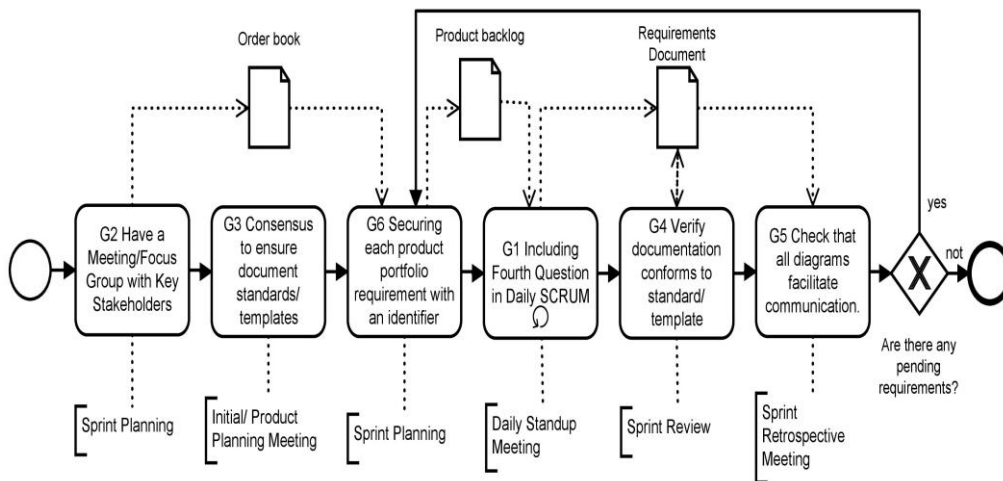 Order book
Product backlog
Requirements
Document
yes
G2 Have a
Meeting/Focus
Group with Key
Stakeholders
G3 Consensus
to ensure
document
standards/
templates
G6 Securing
each product
portfolio
requirement with
an identifier
G1 Including
Fourth Question
in Daily SCRUM
G4 Verify
documentation
conforms to
standard/
template
G5 Check that
all diagrams
facilitate
communication.
X
not
Are there any
pending
requirements?
Sprint Planning
Initial/ Product
Planning Meeting
Sprint Planning
Daily Standup
Meeting
Sprint Review
Sprint
Retrospective
Meeting